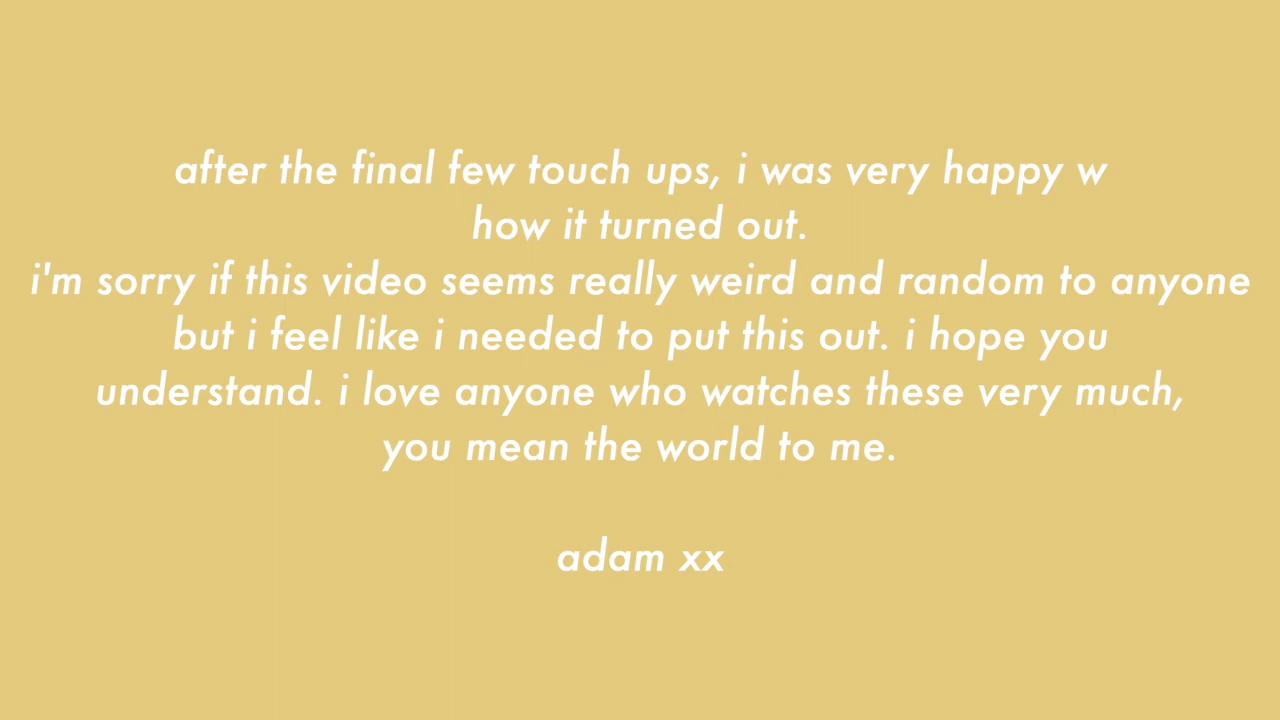 after the final few touch ups, i was very happy w
how it turned out.
i'm sorry if this video seems really weird and random to anyone
but i feel like i needed to put this out. i hope you
understand. i love anyone who watches these very much,
you mean the world to me.
adam xx